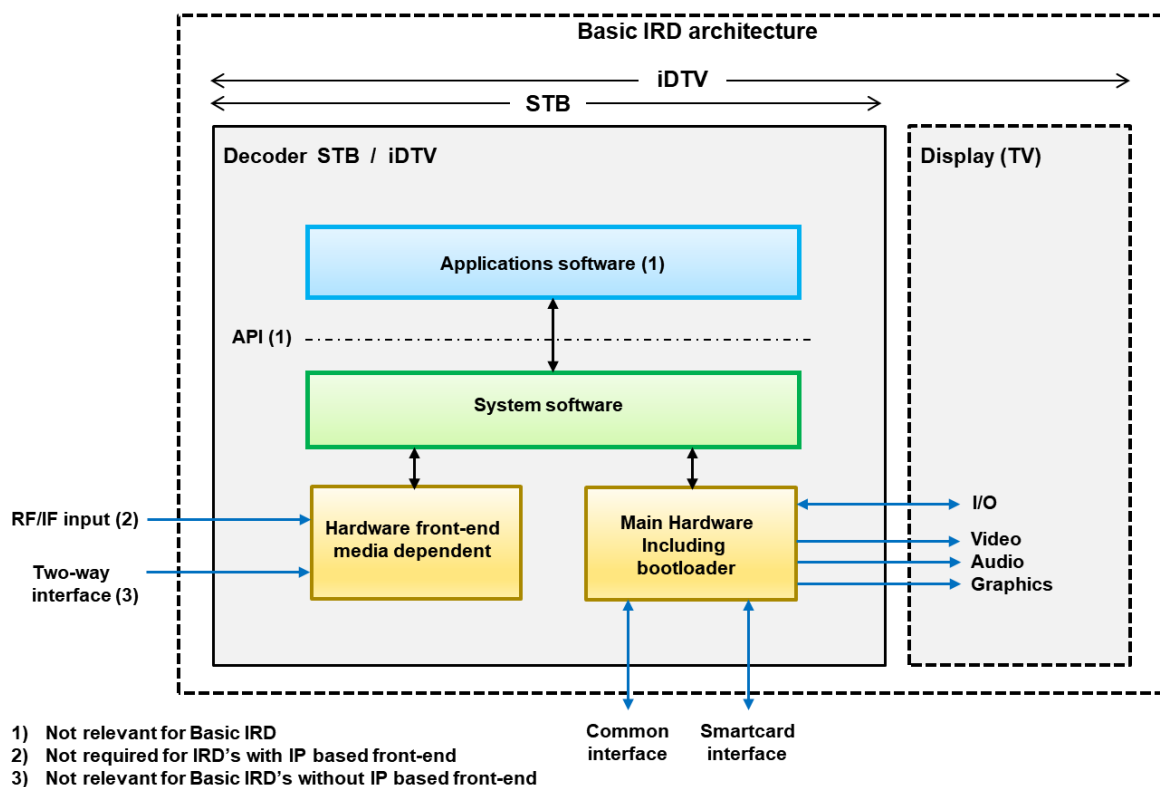 Basic IRD architecture
iDTV
STB
Decoder STB / iDTV
Display (TV)
Applications software (1)
API (1)
System software
RF/IF input (2)
Two-way
interface (3)
Hardware front-end
media dependent
Main Hardware
Including
bootloader
I/O
Video
Audio
Graphics
Common
interface
Smartcard
interface
1) Not relevant for Basic IRD
2) Not required for IRD's with IP based front-end
3) Not relevant for Basic IRD's without IP based front-end